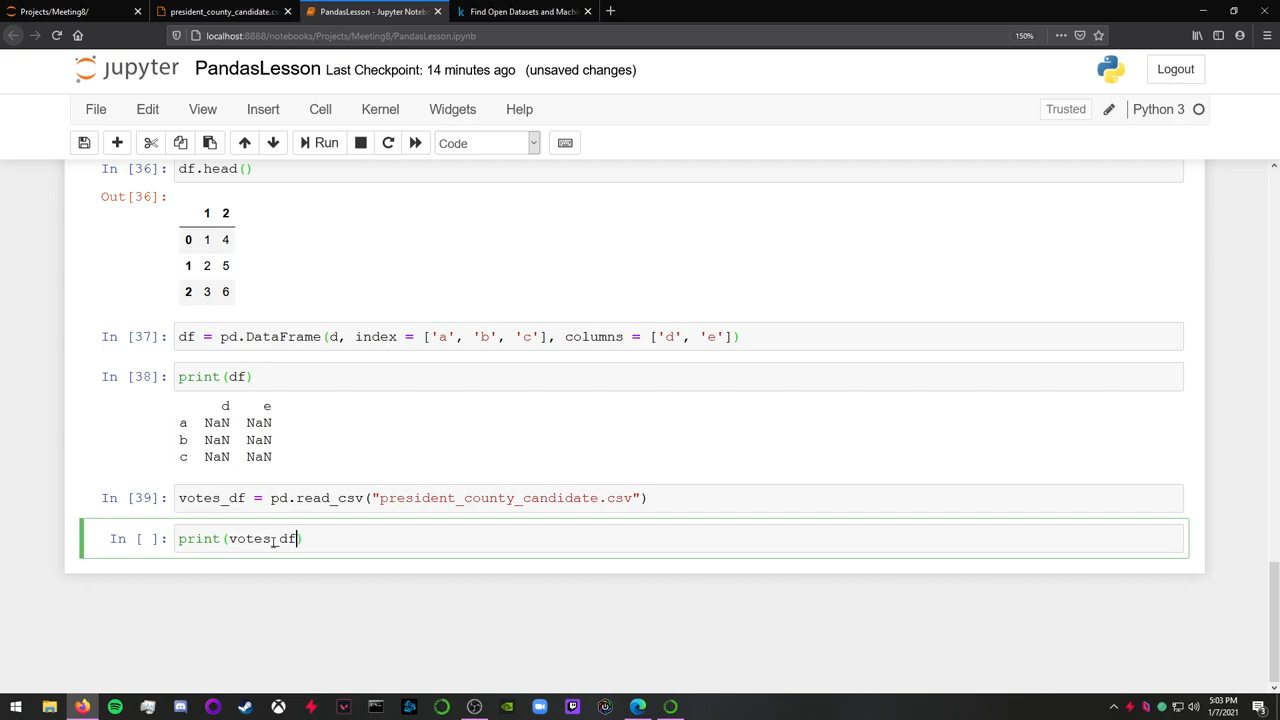 Projects/Meeting8/
president_county_candidate.cs
PandasLesson - Jupyter Notebo
Find Open Datasets and Machi
localhost:8888/notebooks/Projects/Meeting8/PandasLesson.ipynb
150%
jupyter PandasLesson Last Checkpoint: 14 minutes ago (unsaved changes)
Logout
File Edit View Insert Cell Kernel Widgets Help
Trusted Python 3
Run Code
In [36]: df.head()
Out[36]:
1 2
0 1 4
1 2 5
2 3 6
In [37]: df = pd.DataFrame(d, index = ['a', 'b', 'c'], columns = ['d', 'e'])
In [38]: print(df)
d e
a NaN NaN
b NaN NaN
c NaN NaN
In [39]: votes_df = pd.read_csv("president_county_candidate.csv")
In [ ]: print(votes_df)
5:03 PM
1/7/2021
3